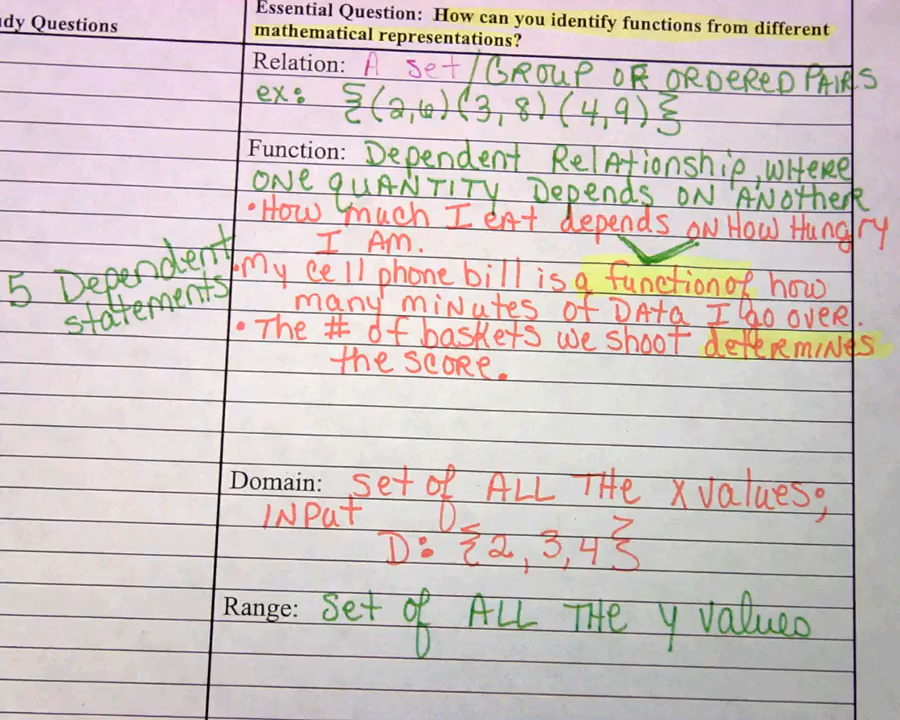 dy Questions
Essential Question: How can you identify functions from different
mathematical representations?
Relation: A set/GROUP OF ORDERED PAIRS
ex: {(2,6)(3,8)(4,9)}
Function: Dependent RelAtionship, WHERE
ONE QUANTITY Depends ON ANOTHER
• How much I eat depends ON How Hungry
I AM.
5 Dependent
statements
• My cell phone bill is a function of how
many minutes of DAta I go over.
• The # of baskets we shoot deteRMINes
the score.
Domain: set of ALL THE x values;
INPut
D: {2, 3, 4}
Range: set of ALL THE y values